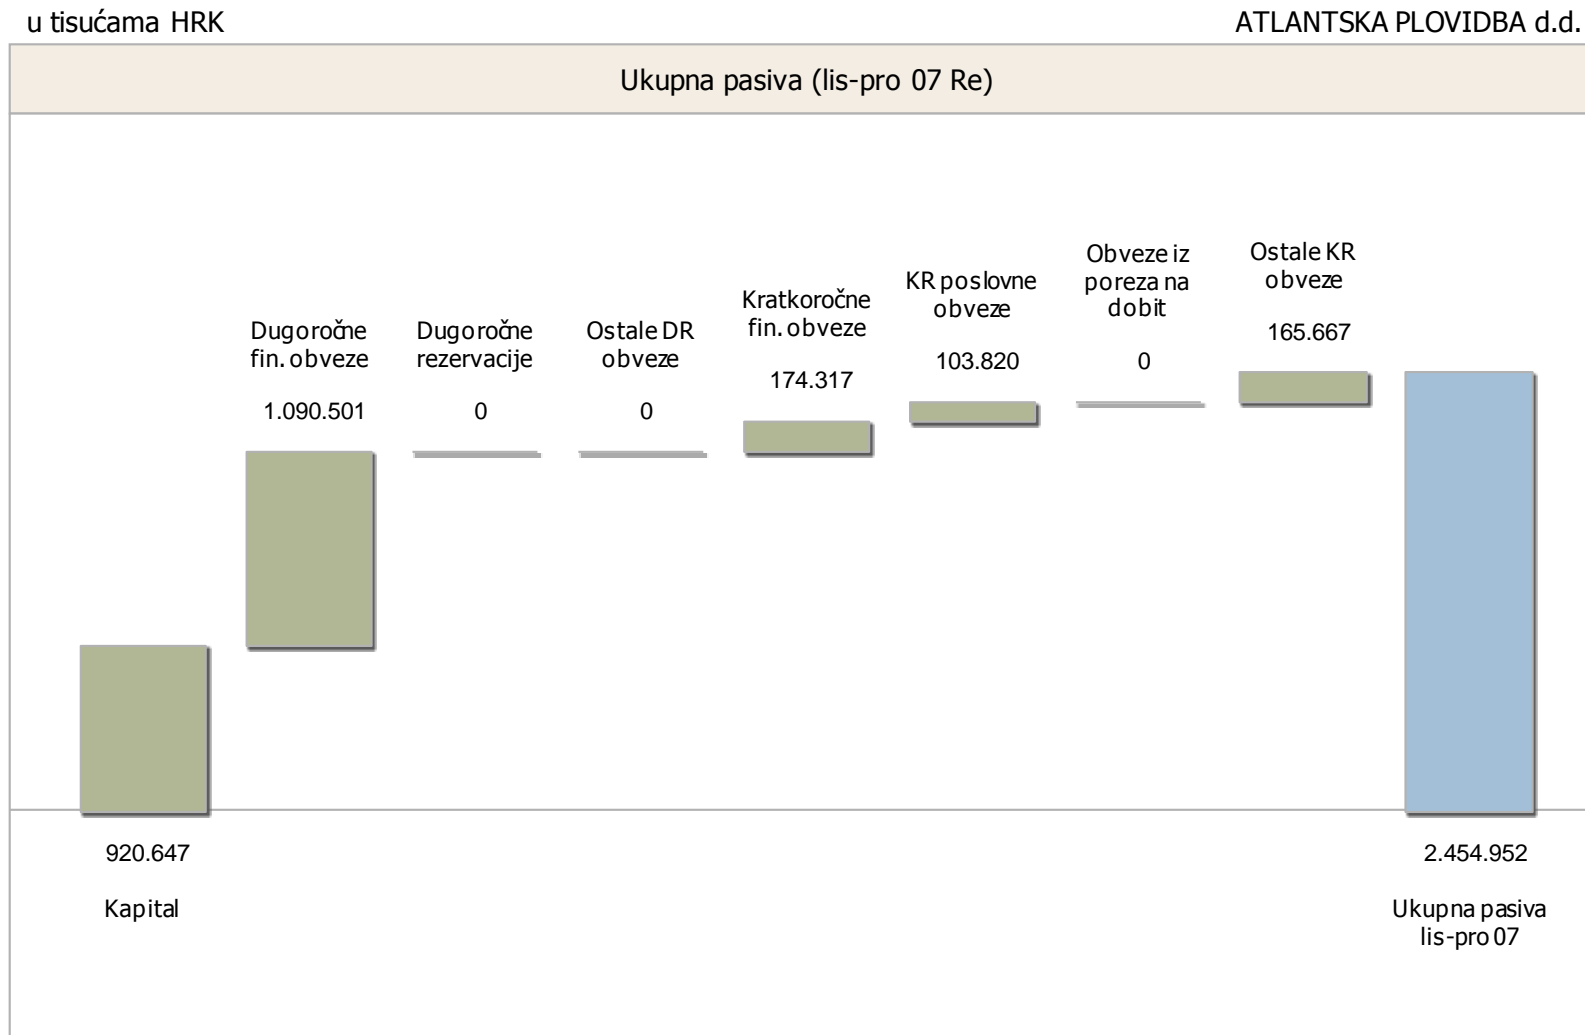 u tisućama HRK
ATLANTSKA PLOVIDBA d.d.
Ukupna pasiva (lis-pro 07 Re)
Dugoročne
fin. obveze
1.090.501
Dugoročne
rezervacije
0
Ostale DR
obveze
0
Kratkoročne
fin. obveze
174.317
KR poslovne
obveze
103.820
Obveze iz
poreza na
dobit
0
Ostale KR
obveze
165.667
920.647
Kapital
2.454.952
Ukupna pasiva
lis-pro 07